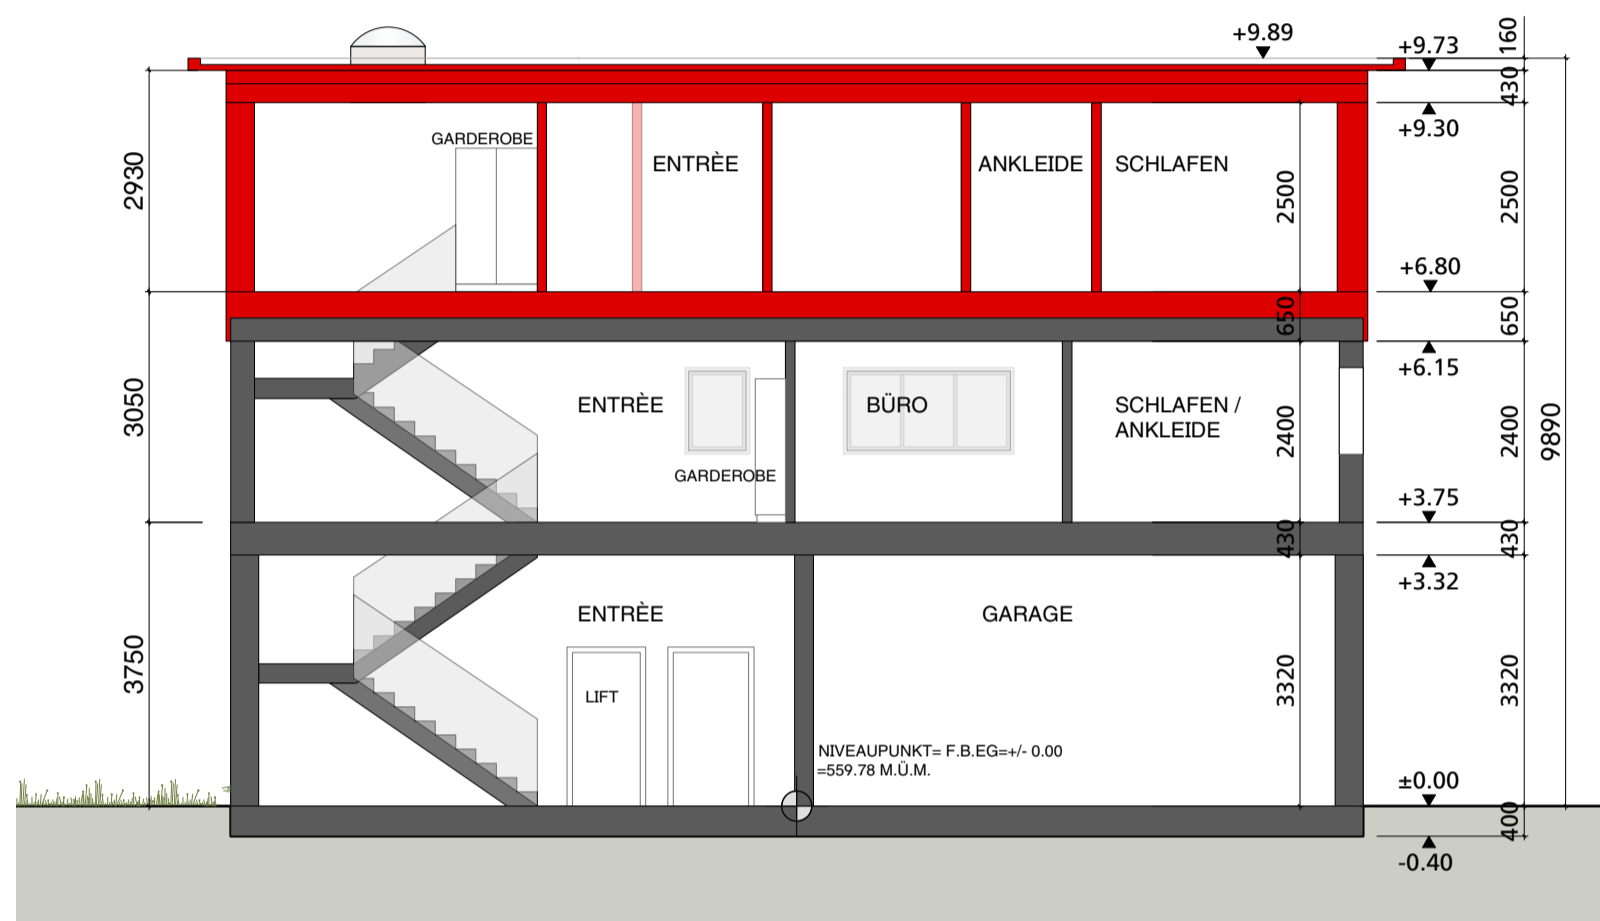 +9.89
+9.73
160
430
GARDEROBE
ENTRÈE
ANKLEIDE
SCHLAFEN
+9.30
2930
2500
2500
+6.80
650
650
+6.15
ENTRÈE
BÜRO
SCHLAFEN /
ANKLEIDE
3050
2400
2400
9890
GARDEROBE
+3.75
430
430
+3.32
ENTRÈE
GARAGE
3750
LIFT
3320
3320
NIVEAUPUNKT= F.B.EG=+/- 0.00
=559.78 M.Ü.M.
±0.00
400
-0.40